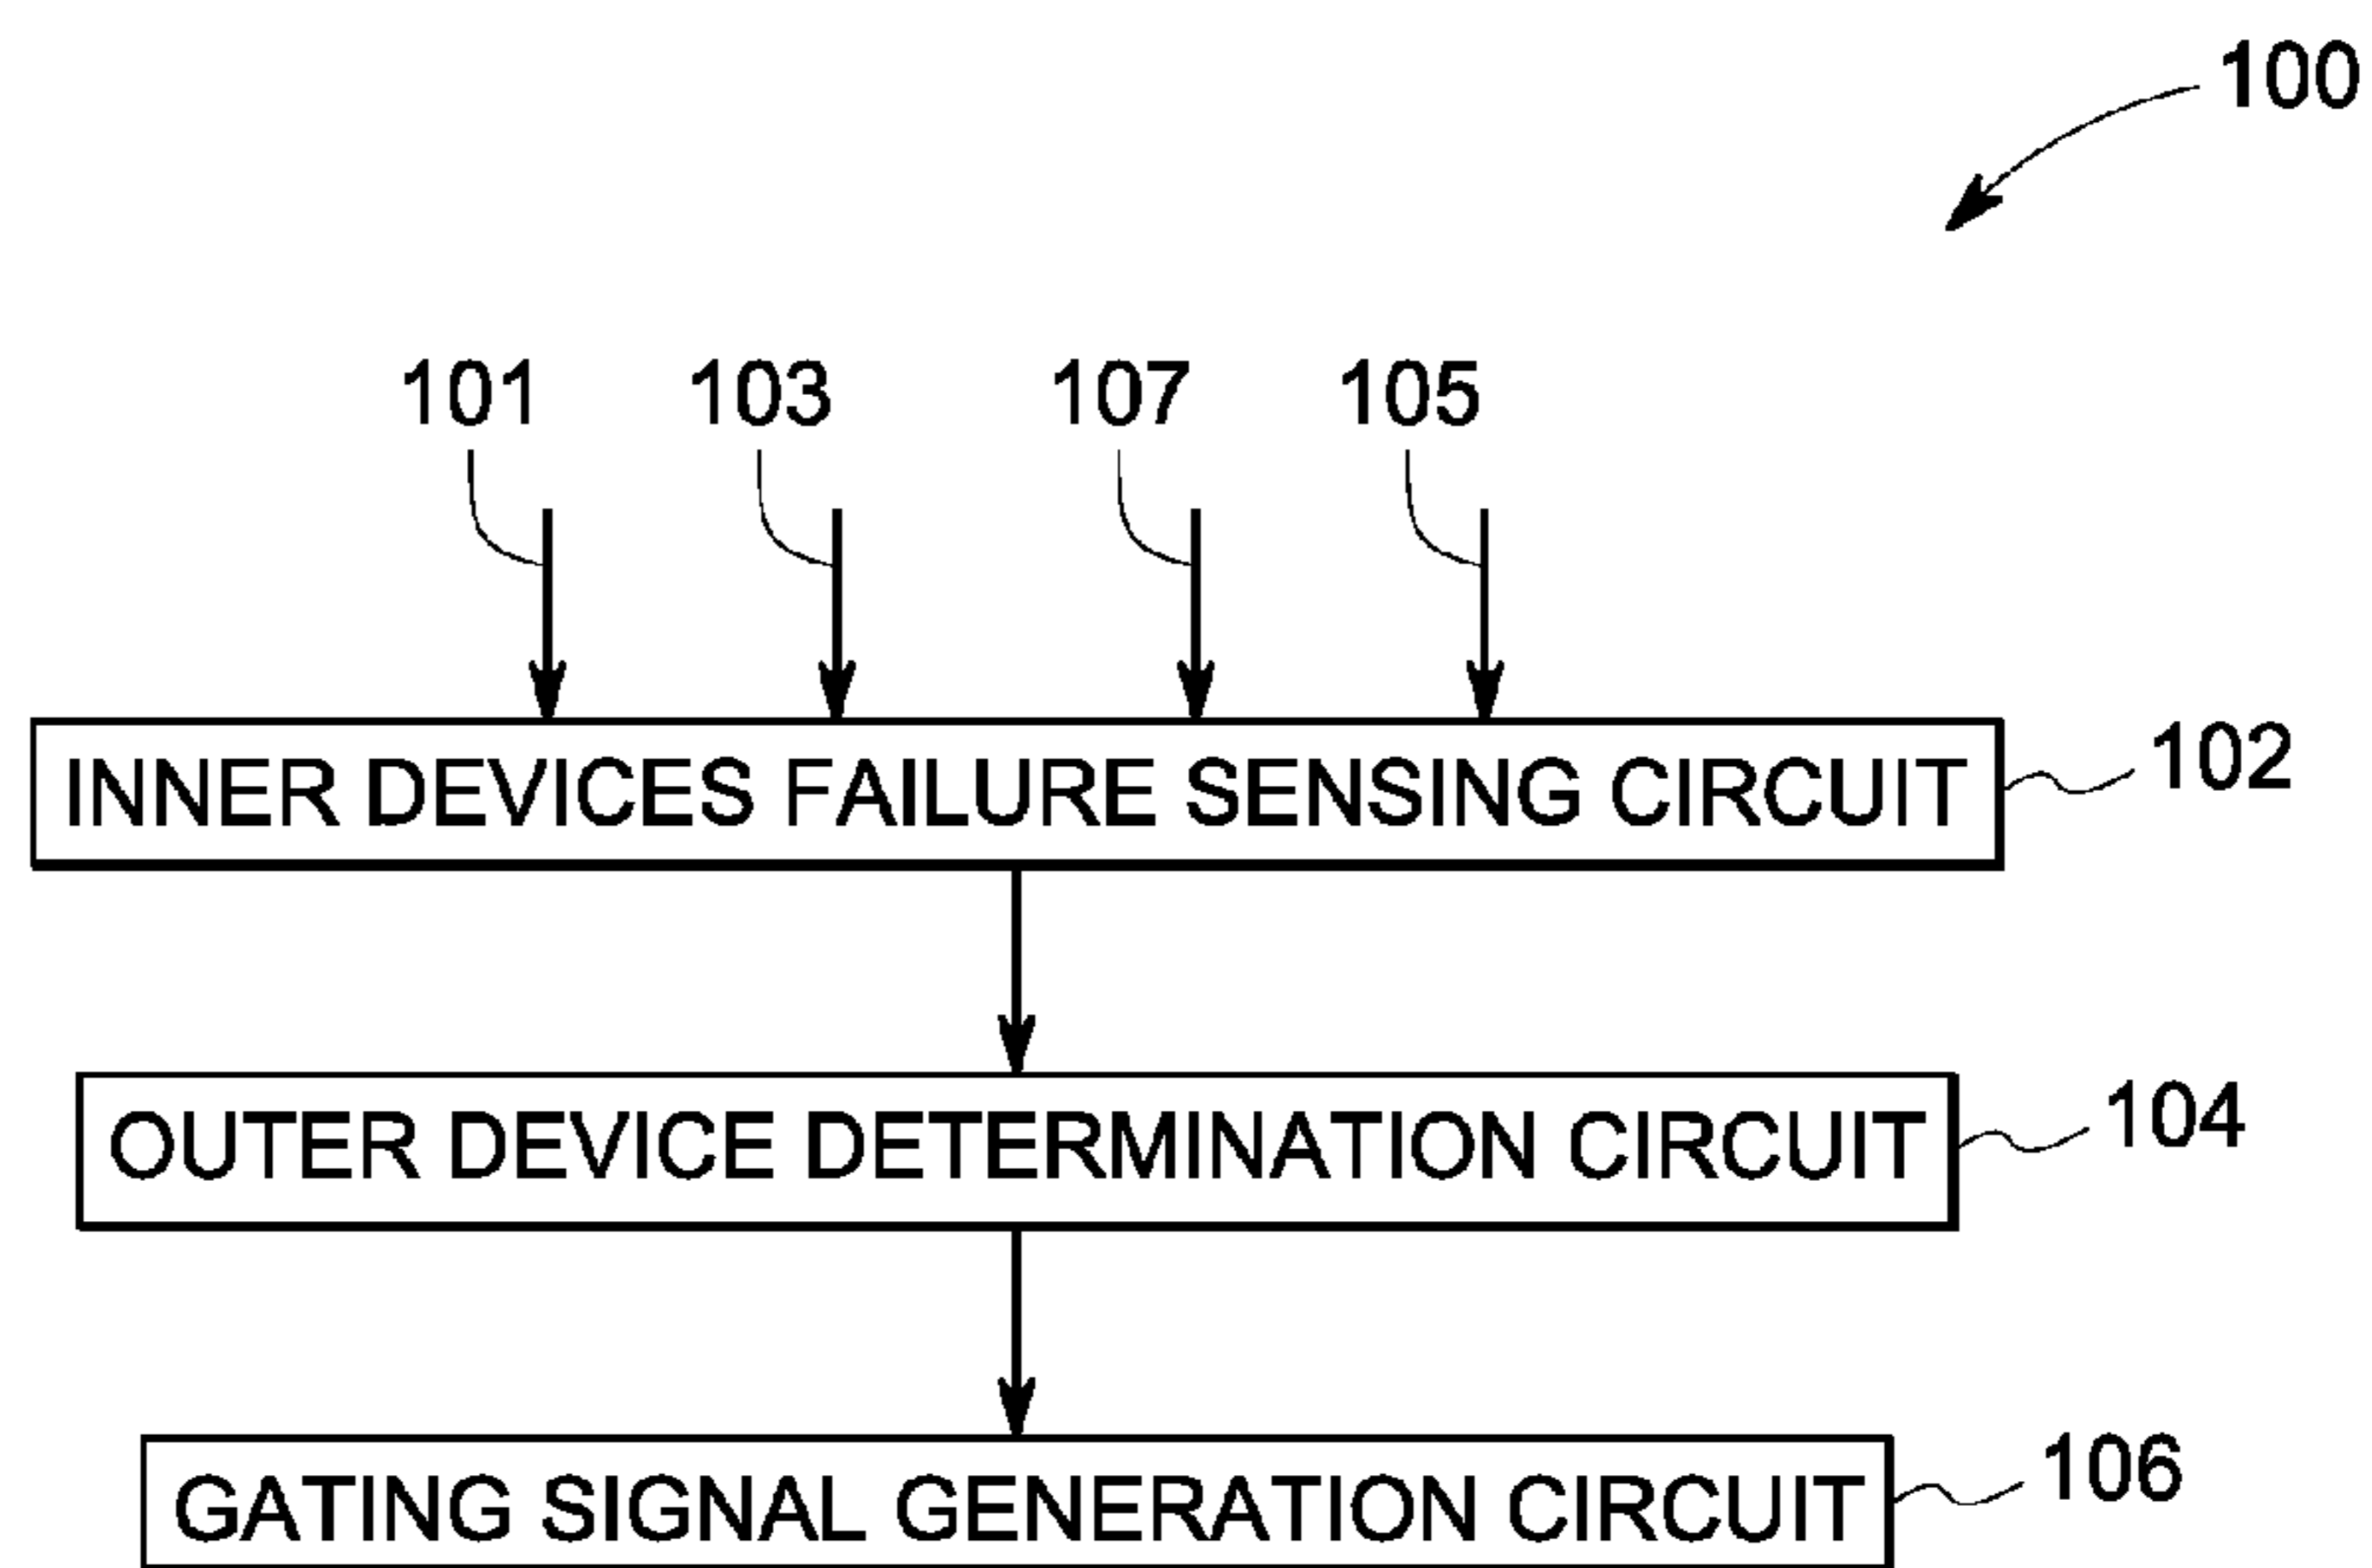 100
101 103 107 105
INNER DEVICES FAILURE SENSING CIRCUIT 102
OUTER DEVICE DETERMINATION CIRCUIT 104
GATING SIGNAL GENERATION CIRCUIT 106